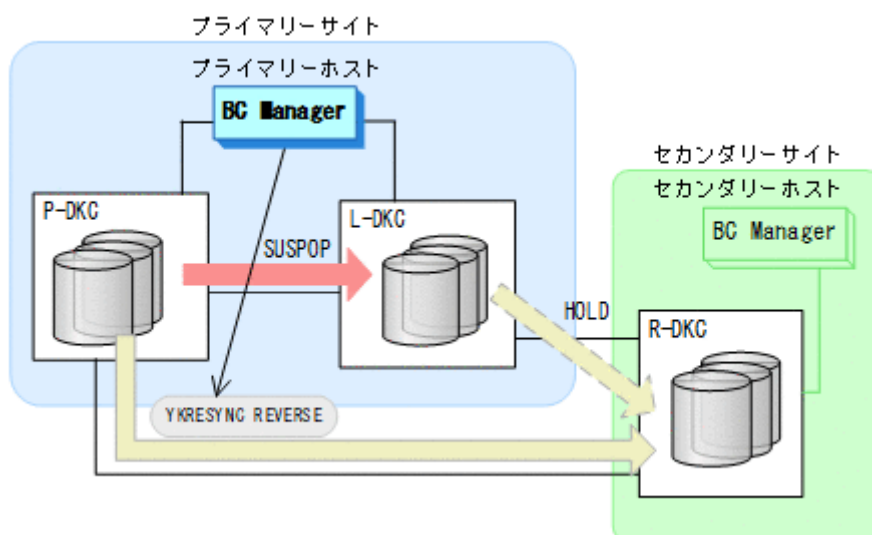 プライマリーサイト
プライマリーホスト
BC Manager
セカンダリーサイト
セカンダリーホスト
P-DKC
L-DKC
BC Manager
SUSPOP
HOLD
R-DKC
YKRESYNC REVERSE